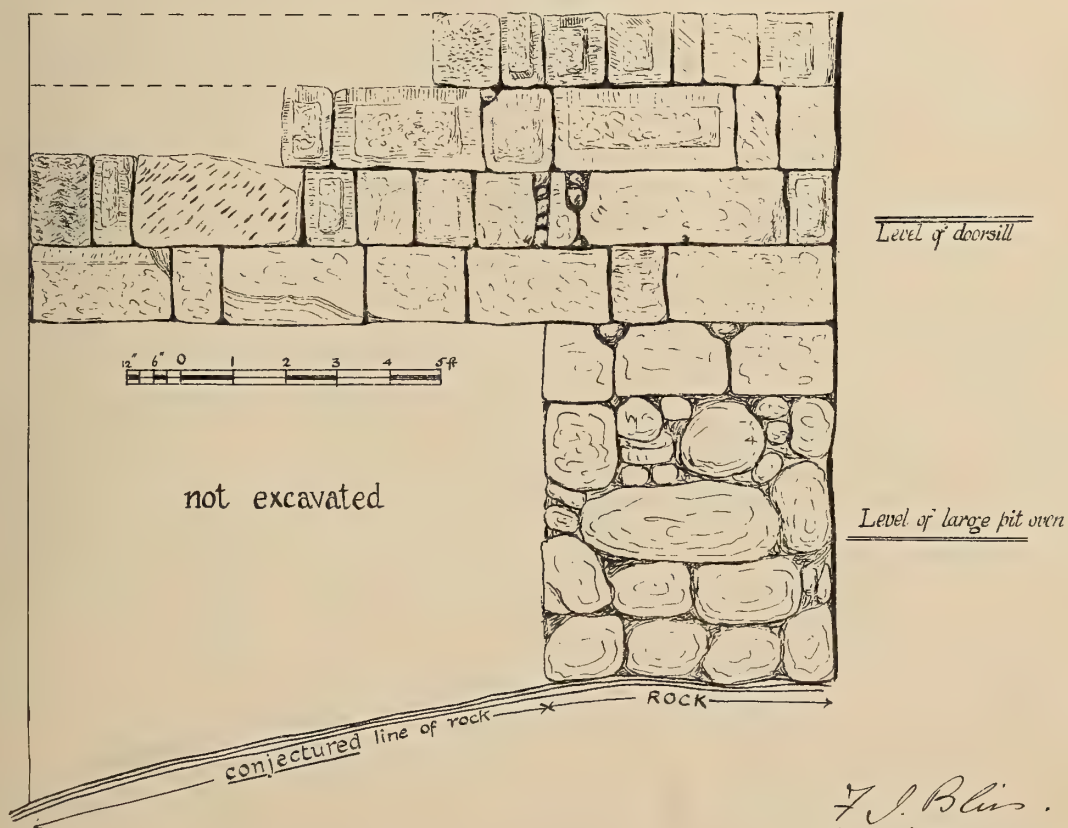 Level of doorsill
12" 6" 0 1 2 3 4 5 ft
not excavated
Level of large pit oven
conjectured line of rock
ROCK
F J. Bliss.